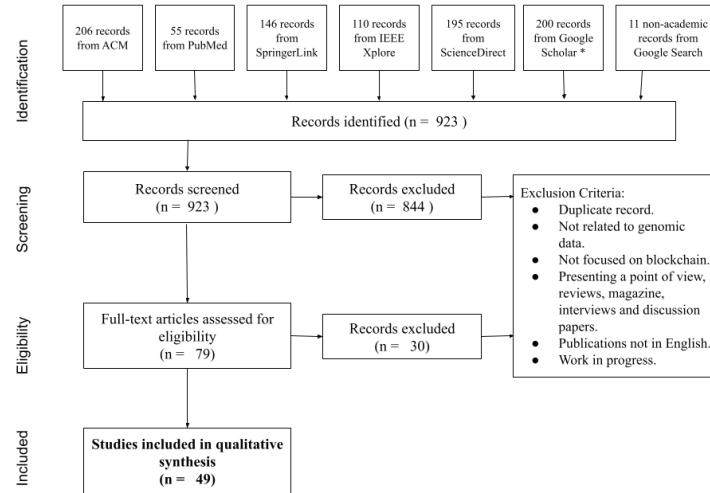 206 records
from ACM
55 records
from PubMed
146 records
from
SpringerLink
110 records
from IEEE
Xplore
195 records
from
ScienceDirect
200 records
from Google
Scholar *
11 non-academic
records from
Google Search
Identification
Records identified (n = 923 )
Screening
Records screened
(n = 923 )
Records excluded
(n = 844 )
Exclusion Criteria:
● Duplicate record.
● Not related to genomic
data.
● Not focused on blockchain.
● Presenting a point of view,
reviews, magazine,
interviews and discussion
papers.
● Publications not in English.
● Work in progress.
Eligibility
Full-text articles assessed for
eligibility
(n = 79)
Records excluded
(n = 30)
Included
Studies included in qualitative
synthesis
(n = 49)